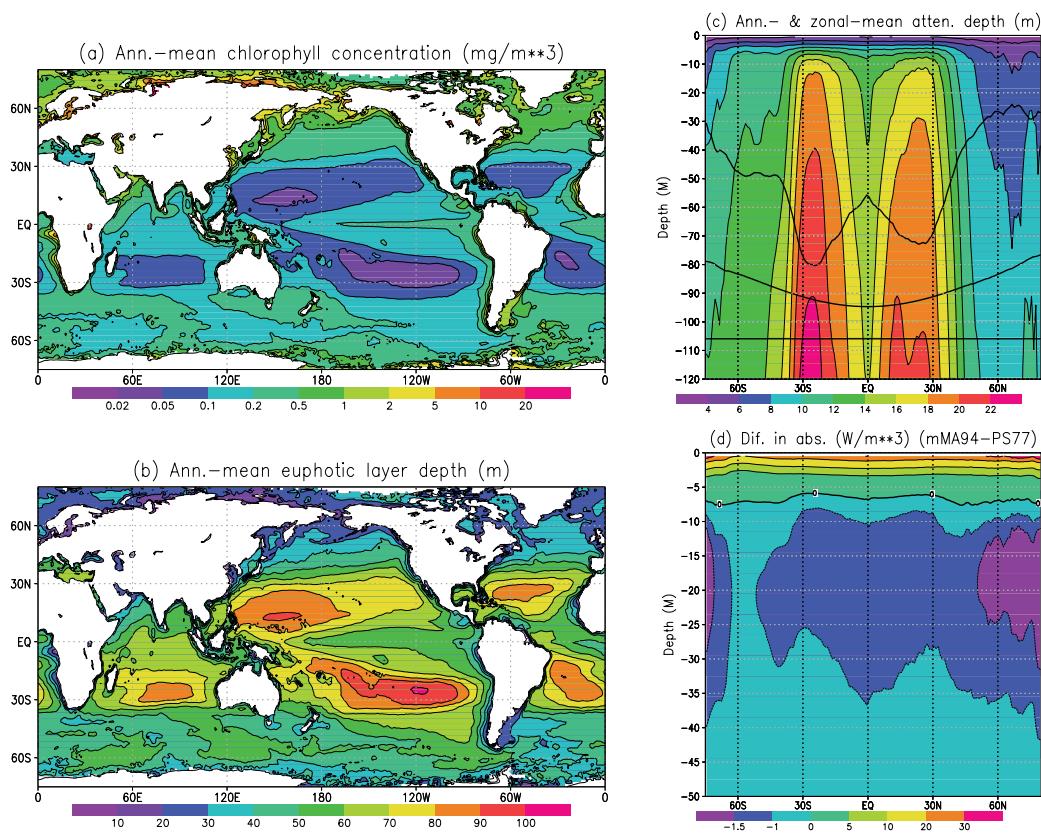 (a) Ann.−mean chlorophyll concentration (mg/m**3)
60N
30N
EQ
30S
60S
0 60E 120E 180 120W 60W 0
0.02 0.05 0.1 0.2 0.5 1 2 5 10 20
(b) Ann.−mean euphotic layer depth (m)
60N
30N
EQ
30S
60S
0 60E 120E 180 120W 60W 0
10 20 30 40 50 60 70 80 90 100
(c) Ann.− & zonal−mean atten. depth (m)
Depth (M)
0
−10
−20
−30
−40
−50
−60
−70
−80
−90
−100
−110
−120
60S 30S EQ 30N 60N
4 6 8 10 12 14 16 18 20 22
(d) Dif. in abs. (W/m**3) (mMA94−PS77)
Depth (M)
0
−5
−10
−15
−20
−25
−30
−35
−40
−45
−50
0 0 0 0
60S 30S EQ 30N 60N
−1.5 −1 0 5 10 20 30